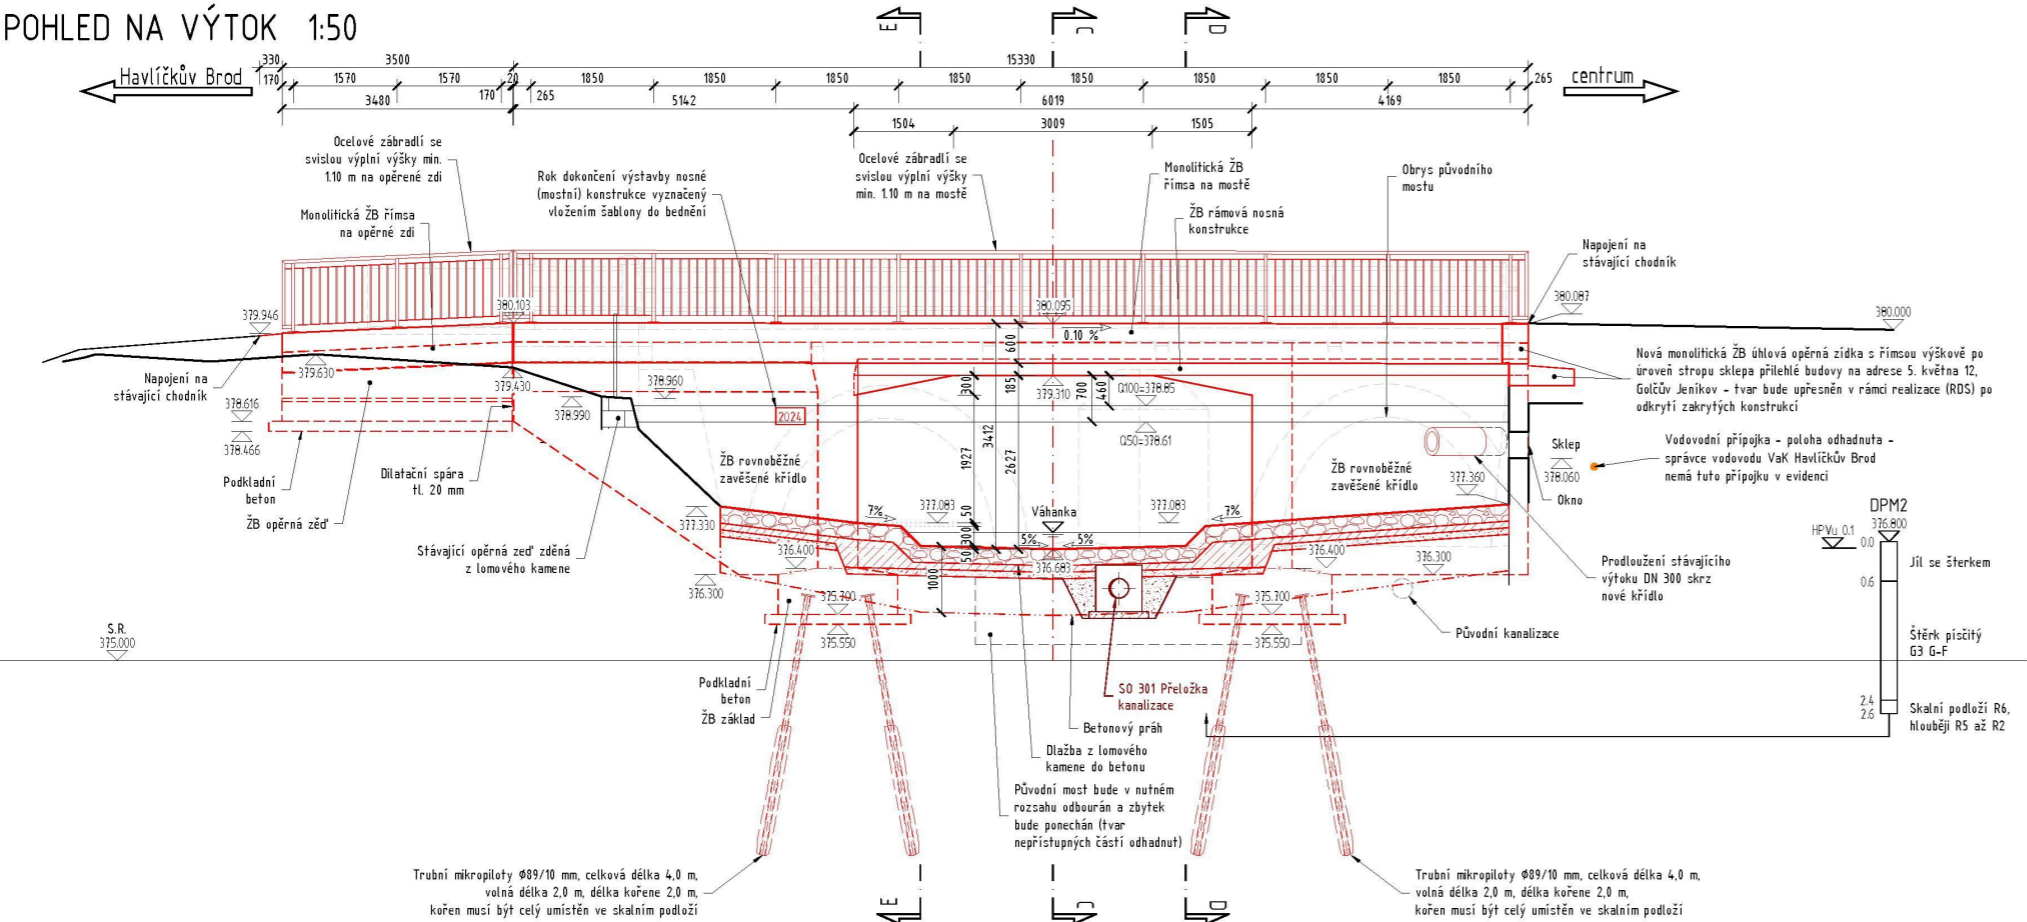 POHLED NA VÝTOK 1:50
E
C
D
Havlíčkův Brod
centrum
330
3500
15330
170
1570
1570
20
1850
1850
1850
1850
1850
1850
1850
1850
265
170
265
3480
5142
6019
4169
1504
3009
1505
Ocelové zábradlí se
svislou výplní výšky min.
1.10 m na opěrené zdi
Monolitická ŽB římsa
na opěrné zdi
Rok dokončení výstavby nosné
(mostní) konstrukce vyznačený
vložením šablony do bednění
Ocelové zábradlí se
svislou výplní výšky
min. 1.10 m na mostě
Monolitická ŽB
římsa na mostě
ŽB rámová nosná
konstrukce
Obrys původního
mostu
Napojení na
stávající chodník
379.946
380.103
380.095
380.087
380.000
0.10 %
600
Napojení na
stávající chodník
379.630
379.430
378.960
378.990
378.616
378.466
2024
300
185
379.310
700
460
Q100=378.85
Q50=378.61
3412
1927
2627
Nová monolitická ŽB úhlová opěrná zídka s římsou výškově po
úroveň stropu sklepa přilehlé budovy na adrese 5. května 12,
Golčův Jeníkov - tvar bude upřesněn v rámci realizace (RDS) po
odkrytí zakrytých konstrukcí
Sklep
378.060
Okno
Vodovodní přípojka - poloha odhadnuta -
správce vodovodu VaK Havlíčkův Brod
nemá tuto přípojku v evidenci
Podkladní
beton
ŽB opěrná zěď
Dilatační spára
tl. 20 mm
Stávající opěrná zeď zděná
z lomového kamene
ŽB rovnoběžné
zavěšené křídlo
ŽB rovnoběžné
zavěšené křídlo
377.360
377.330
7%
377.083
50
Váhanka
377.083
7%
300
50
5%
5%
376.400
376.683
376.400
376.300
376.300
1000
375.700
375.550
375.700
375.550
S.R.
375.000
Prodloužení stávajícího
výtoku DN 300 skrz
nové křídlo
Původní kanalizace
DPM2
376.800
HPVu 0.1
0.0
0.6
2.4
2.6
Jíl se šterkem
Štěrk písčitý
G3 G-F
Skalní podloží R6,
hlouběji R5 až R2
Podkladní
beton
ŽB základ
SO 301 Přeložka
kanalizace
Betonový práh
Dlažba z lomového
kamene do betonu
Původní most bude v nutném
rozsahu odbourán a zbytek
bude ponechán (tvar
nepřístupných částí odhadnut)
Trubní mikropiloty Ø89/10 mm, celková délka 4,0 m,
volná délka 2,0 m, délka kořene 2,0 m,
kořen musí být celý umístěn ve skalním podloží
Trubní mikropiloty Ø89/10 mm, celková délka 4,0 m,
volná délka 2,0 m, délka kořene 2,0 m,
kořen musí být celý umístěn ve skalním podloží
E
C
D